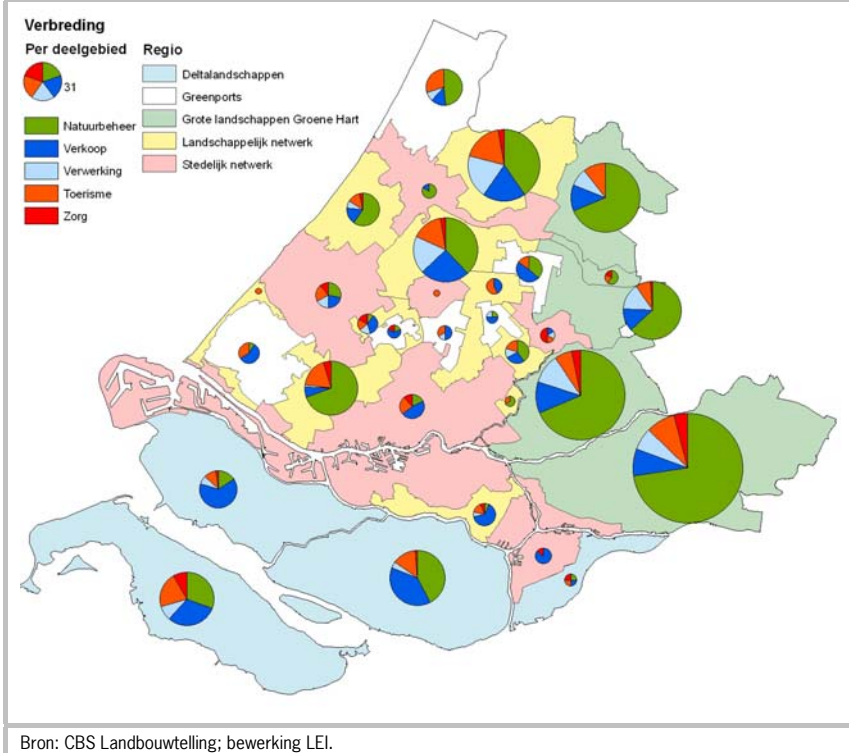 Verbreding
Per deelgebied
31
Natuurbeheer
Verkoop
Verwerking
Toerisme
Zorg
Regio
Deltalandschappen
Greenports
Grote landschappen Groene Hart
Landschappelijk netwerk
Stedelijk netwerk
Bron: CBS Landbouwtelling; bewerking LEI.